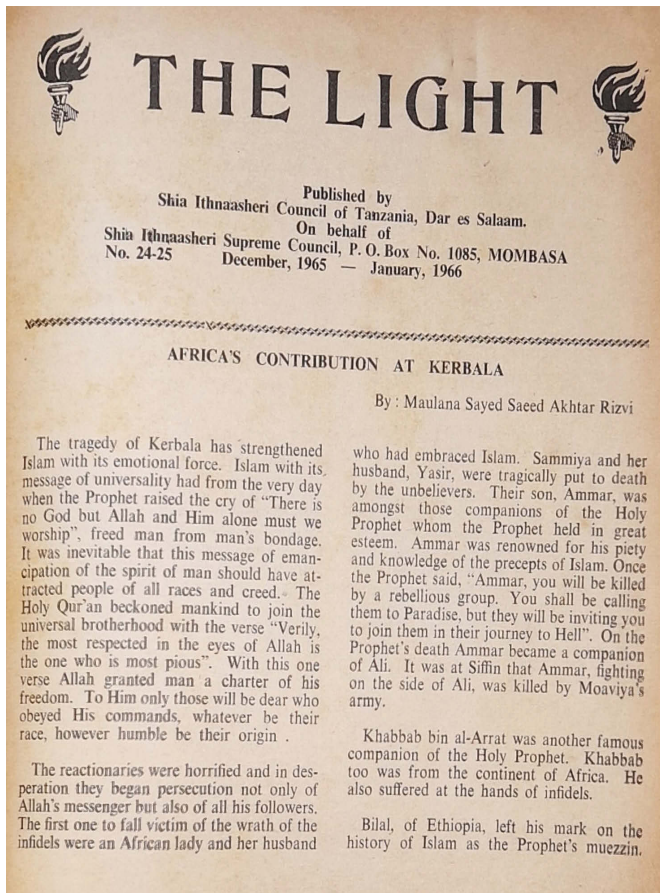 THE LIGHT
Published by
Shia Ithnaasheri Council of Tanzania, Dar es Salaam.
On behalf of
Shia Ithnaasheri Supreme Council, P. O. Box No. 1085, MOMBASA
No. 24-25 December, 1965 — January, 1966
AFRICA'S CONTRIBUTION AT KERBALA
By : Maulana Sayed Saeed Akhtar Rizvi
The tragedy of Kerbala has strengthened
Islam with its emotional force. Islam with its
message of universality had from the very day
when the Prophet raised the cry of “There is
no God but Allah and Him alone must we
worship”, freed man from man's bondage.
It was inevitable that this message of eman-
cipation of the spirit of man should have at-
tracted people of all races and creed. The
Holy Qur'an beckoned mankind to join the
universal brotherhood with the verse “Verily,
the most respected in the eyes of Allah is
the one who is most pious”. With this one
verse Allah granted man a charter of his
freedom. To Him only those will be dear who
obeyed His commands, whatever be their
race, however humble be their origin .
The reactionaries were horrified and in des-
peration they began persecution not only of
Allah's messenger but also of all his followers.
The first one to fall victim of the wrath of the
infidels were an African lady and her husband
who had embraced Islam. Sammiya and her
husband, Yasir, were tragically put to death
by the unbelievers. Their son, Ammar, was
amongst those companions of the Holy
Prophet whom the Prophet held in great
esteem. Ammar was renowned for his piety
and knowledge of the precepts of Islam. Once
the Prophet said, “Ammar, you will be killed
by a rebellious group. You shall be calling
them to Paradise, but they will be inviting you
to join them in their journey to Hell”. On the
Prophet's death Ammar became a companion
of Ali. It was at Siffin that Ammar, fighting
on the side of Ali, was killed by Moaviya's
army.
Khabbab bin al-Arrat was another famous
companion of the Holy Prophet. Khabbab
too was from the continent of Africa. He
also suffered at the hands of infidels.
Bilal, of Ethiopia, left his mark on the
history of Islam as the Prophet's muezzin.